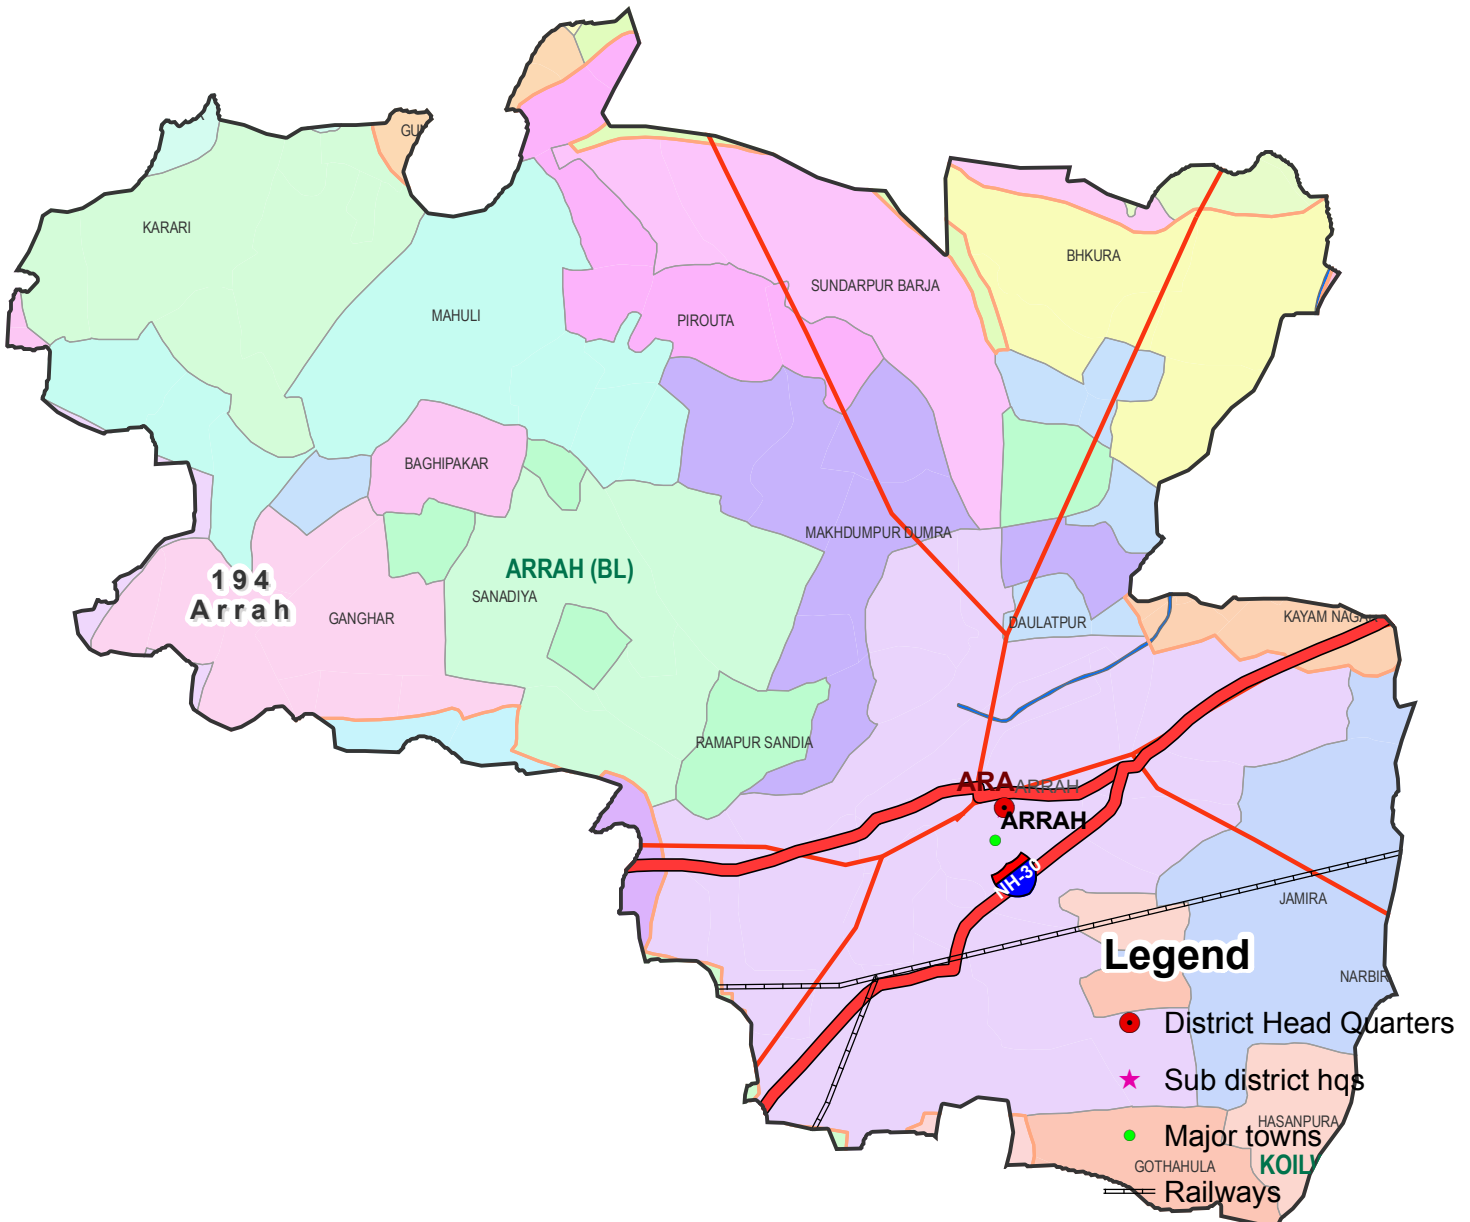 GU
KARARI
BHKURA
SUNDARPUR BARJA
MAHULI
PIROUTA
BAGHIPAKAR
MAKHDUMPUR DUMRA
ARRAH (BL)
194
Arrah
SANADIYA
GANGHAR
DAULATPUR
KAYAM NAGAR
RAMAPUR SANDIA
ARA
ARRAH
ARRAH
NH-30
JAMIRA
Legend
NARBIR
District Head Quarters
Sub district hqs
HASANPURA
Major towns
GOTHAHULA
KOILV
Railways